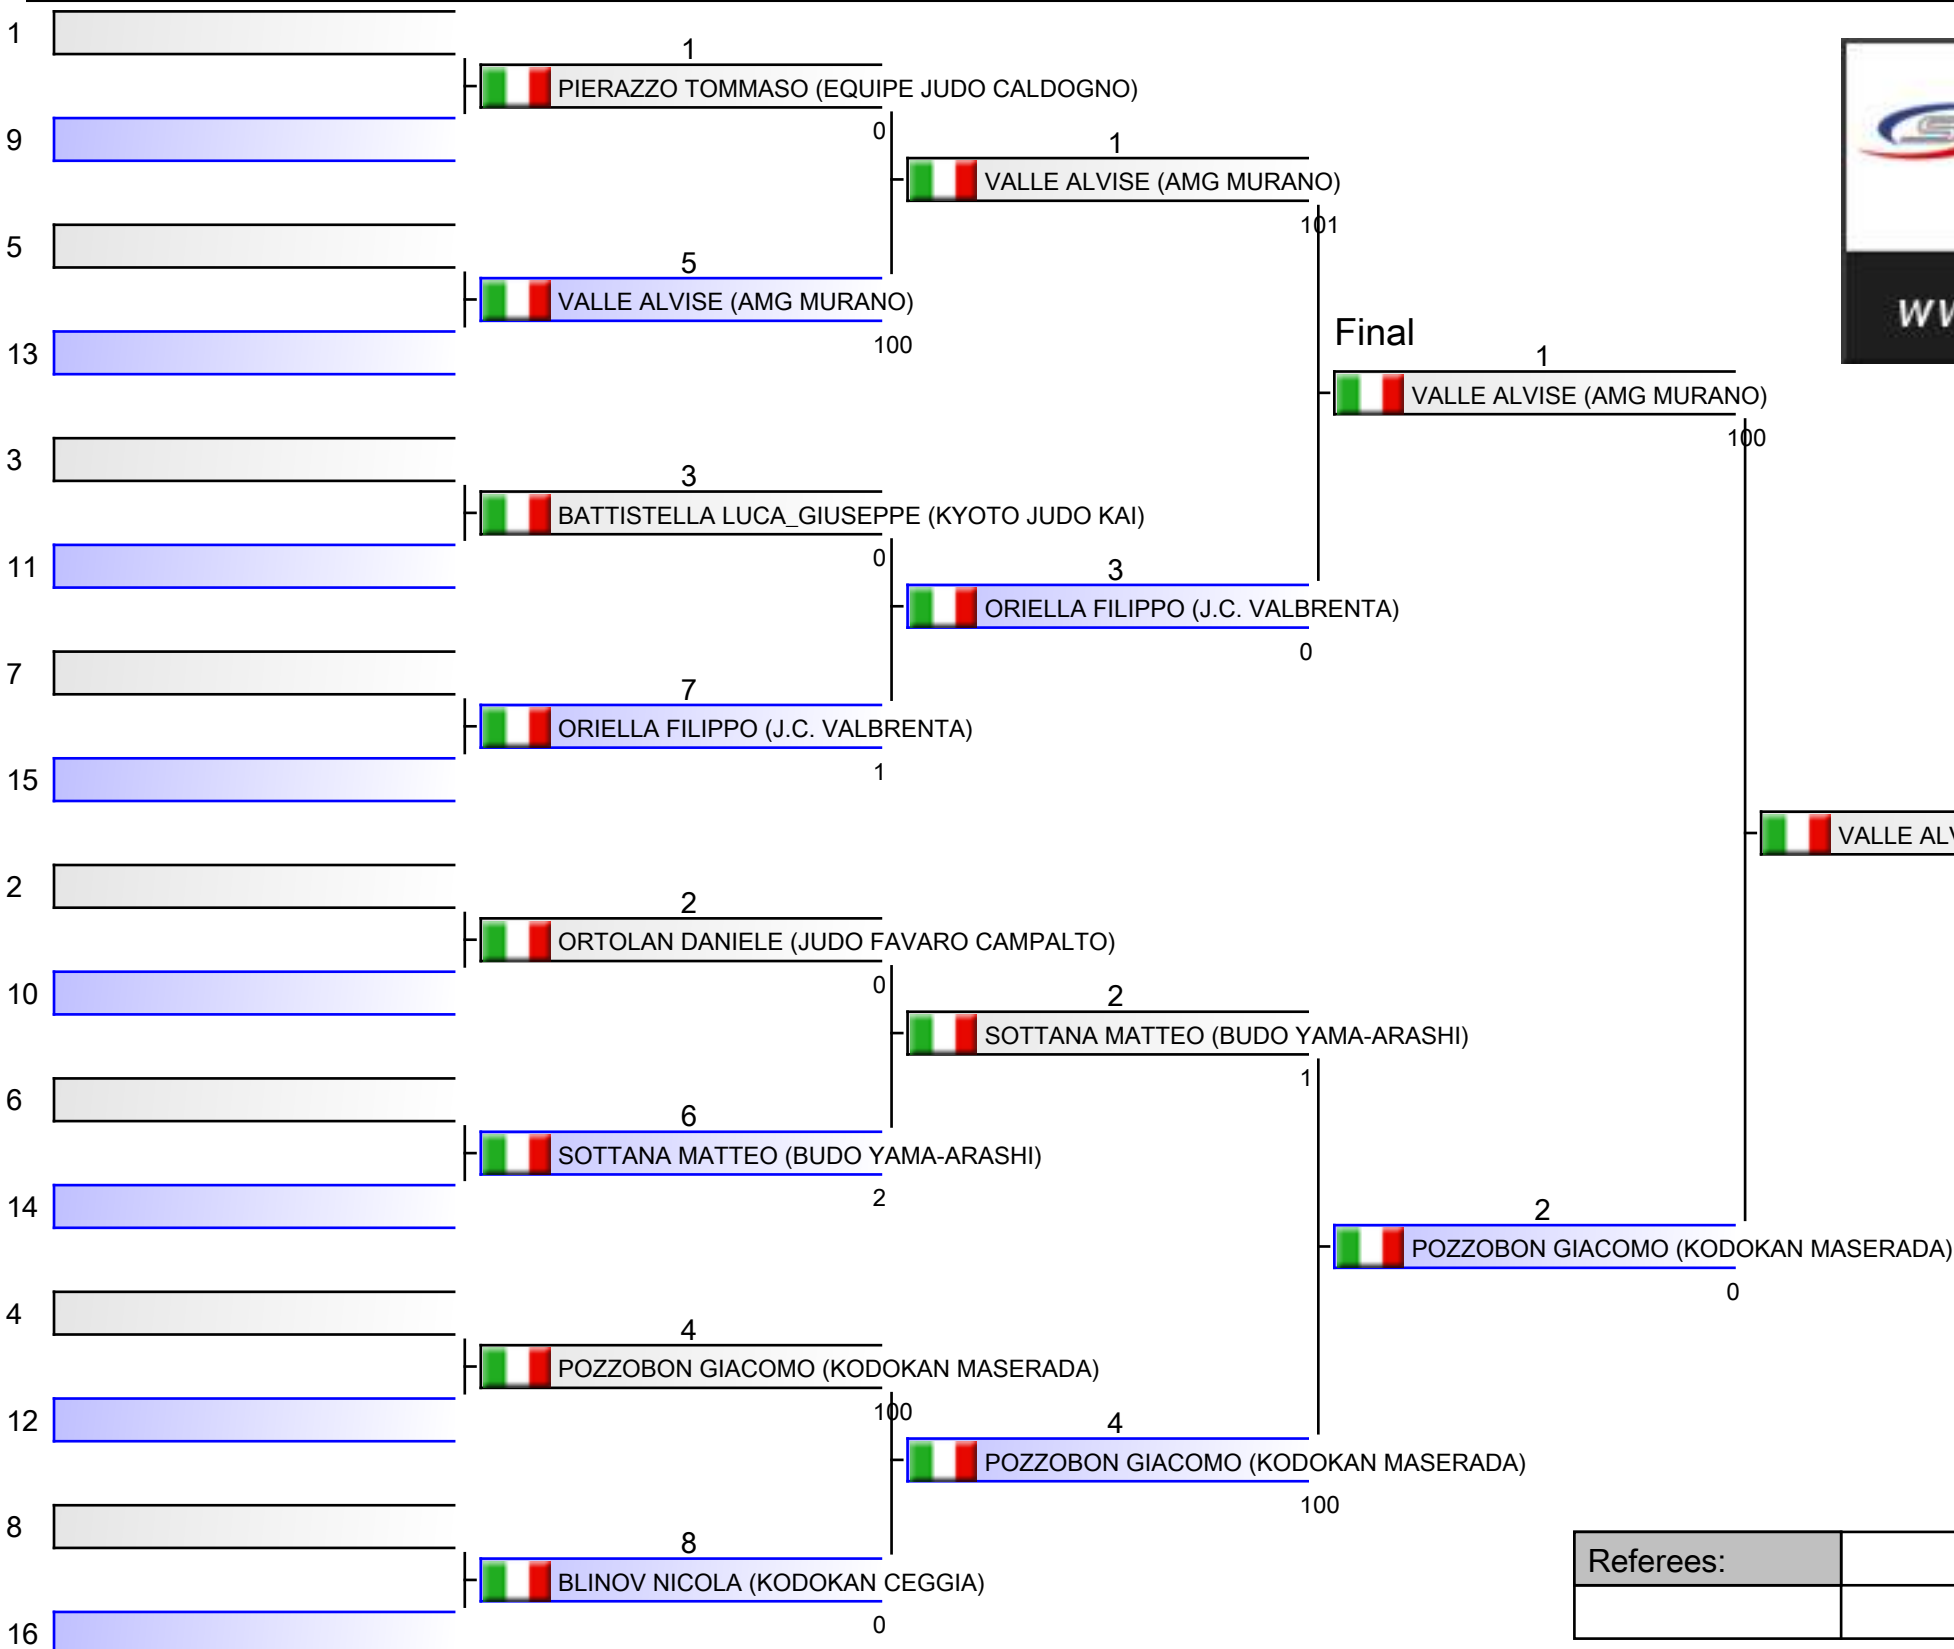 1
1
PIERAZZO TOMMASO (EQUIPE JUDO CALDOGNO)
0
9
1
VALLE ALVISE (AMG MURANO)
101
5
5
VALLE ALVISE (AMG MURANO)
100
13
Final
1
VALLE ALVISE (AMG MURANO)
100
3
3
BATTISTELLA LUCA_GIUSEPPE (KYOTO JUDO KAI)
0
11
3
ORIELLA FILIPPO (J.C. VALBRENTA)
0
7
7
ORIELLA FILIPPO (J.C. VALBRENTA)
1
15
VALLE ALV
2
2
ORTOLAN DANIELE (JUDO FAVARO CAMPALTO)
0
10
2
SOTTANA MATTEO (BUDO YAMA-ARASHI)
1
6
6
SOTTANA MATTEO (BUDO YAMA-ARASHI)
2
14
2
POZZOBON GIACOMO (KODOKAN MASERADA)
0
4
4
POZZOBON GIACOMO (KODOKAN MASERADA)
100
12
4
POZZOBON GIACOMO (KODOKAN MASERADA)
100
8
8
BLINOV NICOLA (KODOKAN CEGGIA)
0
16
Referees: